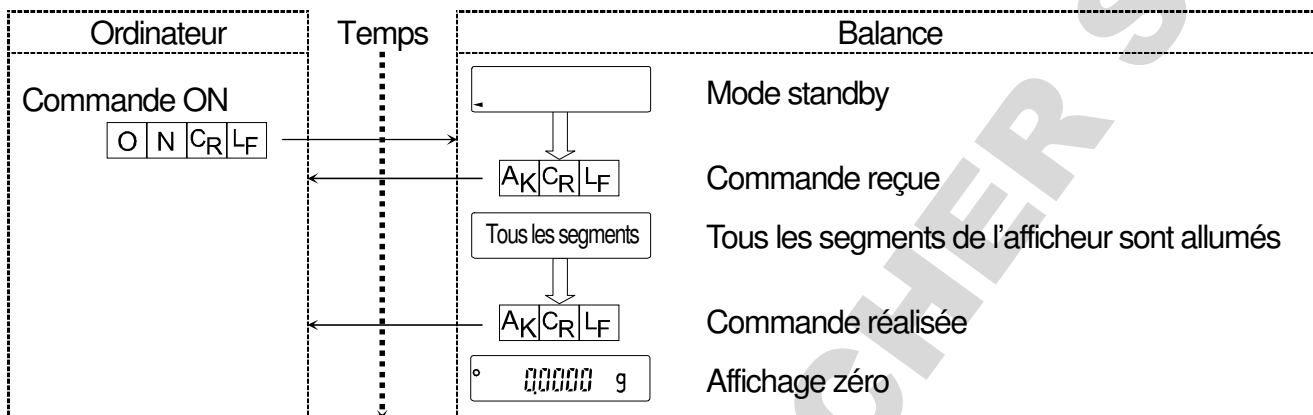 Ordinateur Temps Balance
Commande ON
Mode standby
O N CR LF
AK CR LF Commande reçue
Tous les segments Tous les segments de l'afficheur sont allumés
AK CR LF Commande réalisée
0.0000 g Affichage zéro
CHER S